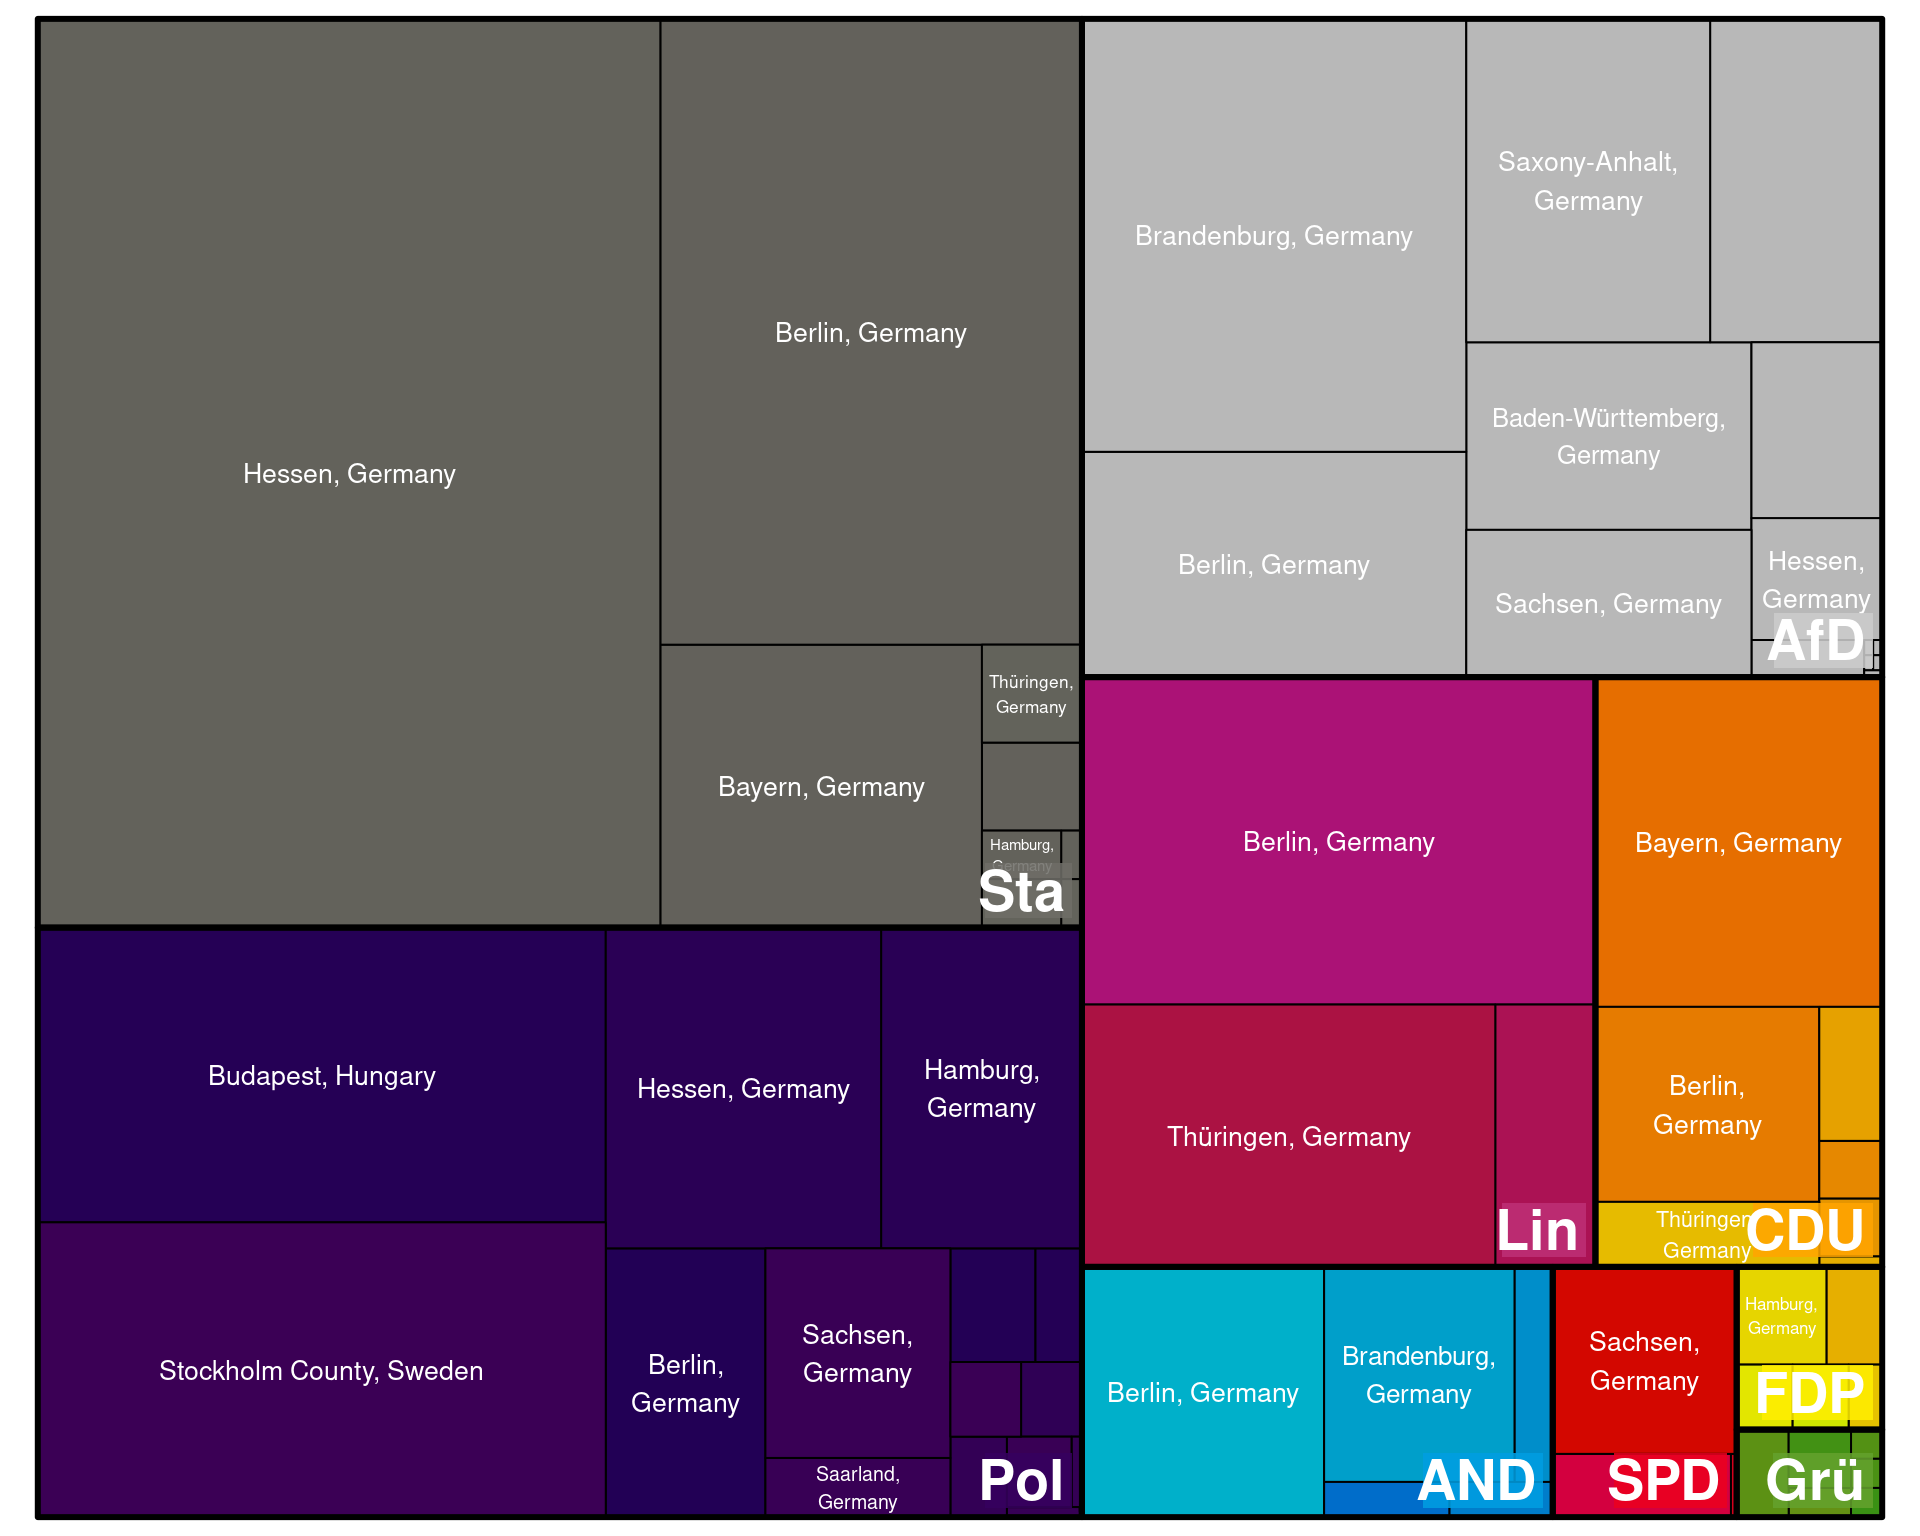 Hessen, Germany
Berlin, Germany
Bayern, Germany
Thüringen,
Germany
Hamburg,
Germany
Sta
Brandenburg, Germany
Saxony-Anhalt,
Germany
Berlin, Germany
Baden-Württemberg,
Germany
Sachsen, Germany
Hessen,
Germany
AfD
Budapest, Hungary
Hessen, Germany
Hamburg,
Germany
Stockholm County, Sweden
Berlin,
Germany
Sachsen,
Germany
Saarland,
Germany
Pol
Berlin, Germany
Thüringen, Germany
Lin
Bayern, Germany
Berlin,
Germany
Thüringen
Germany
CDU
Berlin, Germany
Brandenburg,
Germany
AND
Sachsen,
Germany
SPD
Hamburg,
Germany
FDP
Grü